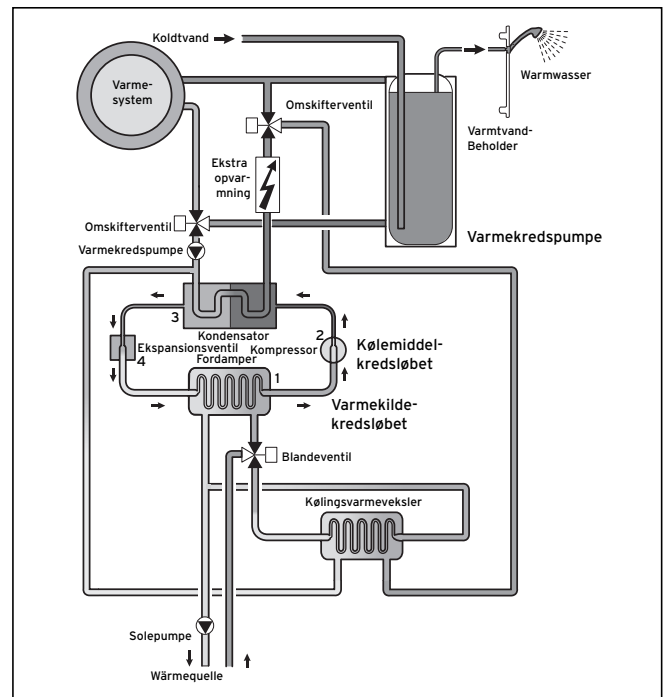 Koldtvand
Varme-
system
Omskifterventil
Warmwasser
Varmtvand-
Beholder
Ekstra
opvar-
mning
Omskifterventil
Varmekredspumpe
Varmekredspumpe
3
Kondensator
2
Ekspansionsventil
4
Kompressor
Fordamper
1
Kølemiddel-
kredsløbet
Varmekilde-
kredsløbet
Blandeventil
Kølingsvarmeveksler
Solepumpe
Wärmequelle